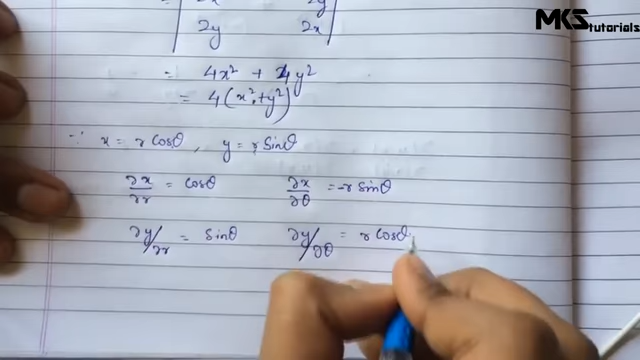 MKS tutorials
2y 2x
= 4x² + 4y²
= 4(x²+y²)
∵ x = r Cosθ, y = r Sinθ
∂x/∂r = Cosθ ∂x/∂θ = -r Sinθ
∂y/∂r = Sinθ ∂y/∂θ = r Cosθ